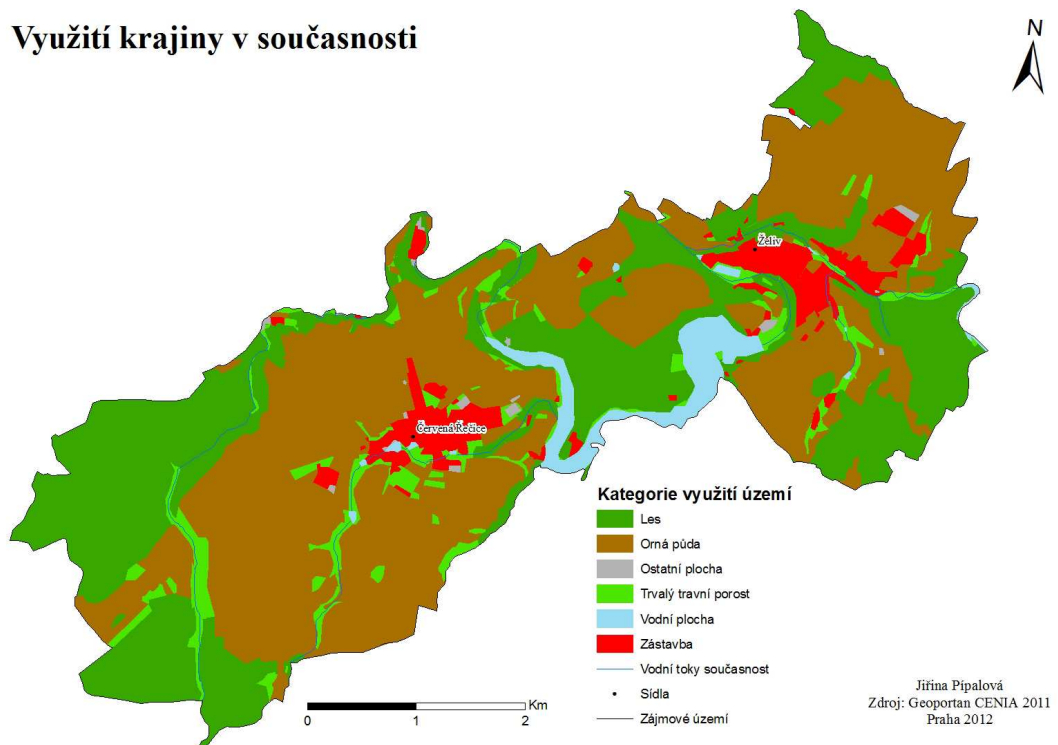 Využití krajiny v současnosti
N
Želiv
Červená Řečice
Kategorie využití území
Les
Orná půda
Ostatní plocha
Trvalý travní porost
Vodní plocha
Zástavba
Vodní toky současnost
Sídla
Zájmové území
Km
0 1 2
Jiřina Pípalová
Zdroj: Geoportan CENIA 2011
Praha 2012